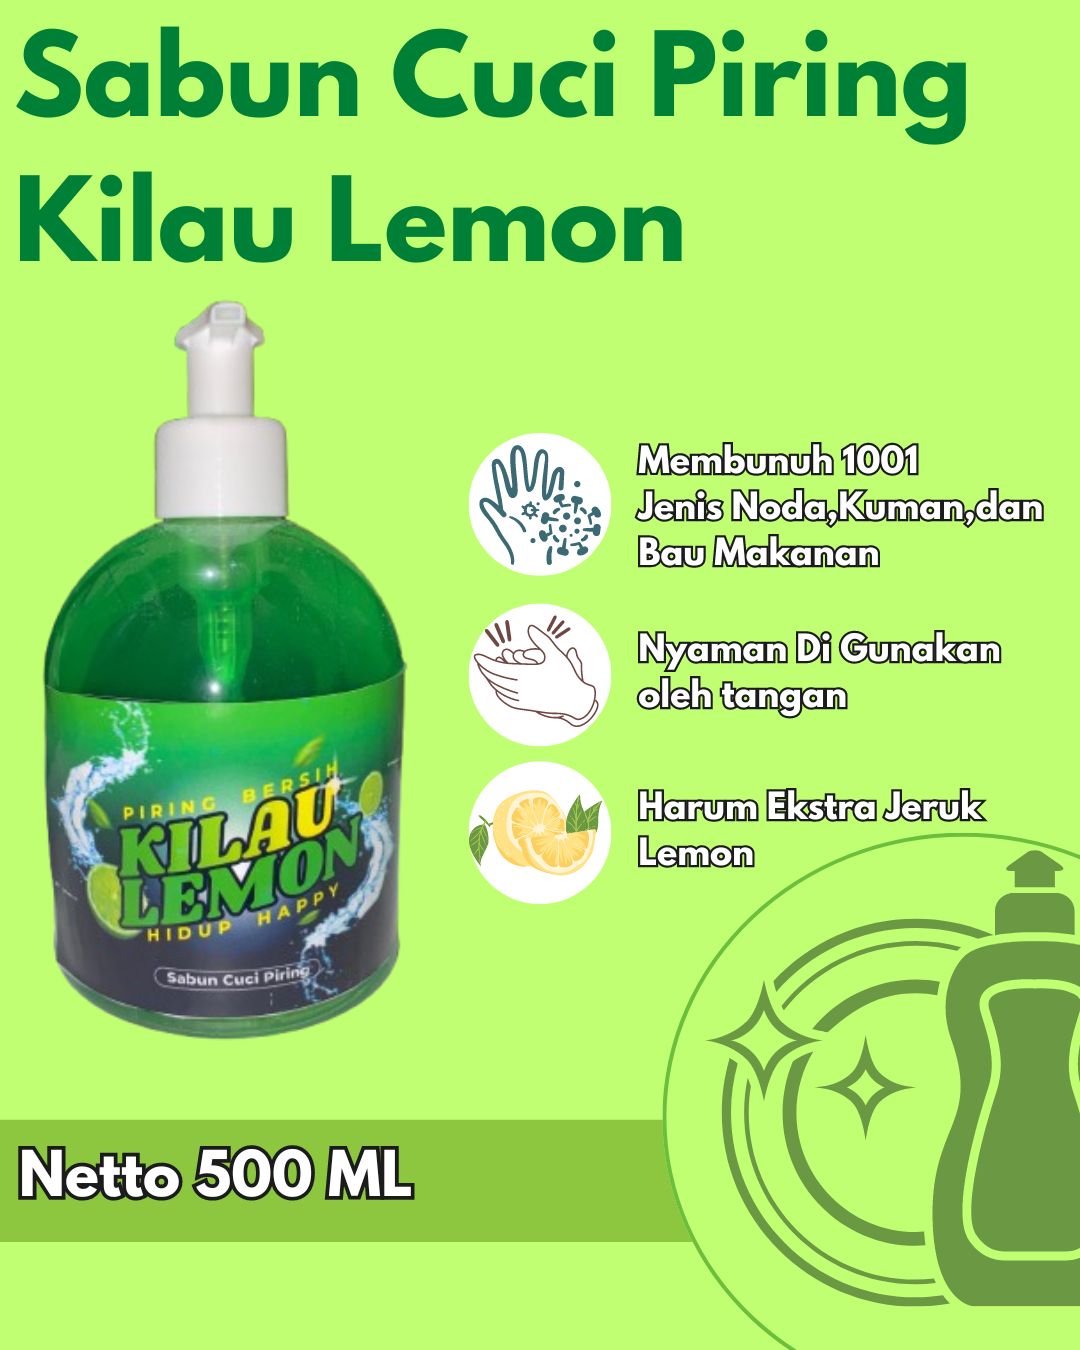 Sabun Cuci Piring
Kilau Lemon
Membunuh 1001
Jenis Noda,Kuman,dan
Bau Makanan
Nyaman Di Gunakan
oleh tangan
Harum Ekstra Jeruk
Lemon
PIRING BERSIH
KILAU
LEMON
HIDUP HAPPY
Sabun Cuci Piring
Netto 500 ML